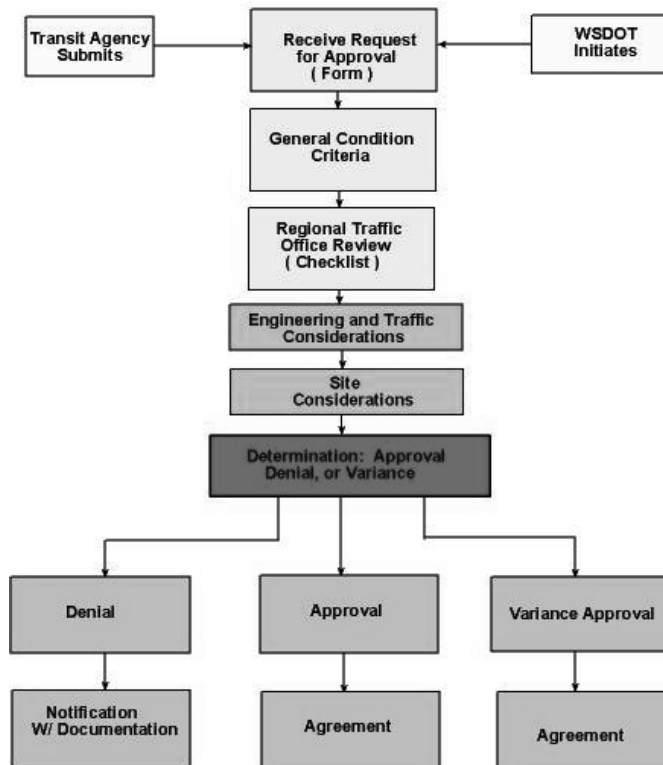 Transit Agency
Submits
Receive Request
for Approval
( Form )
WSDOT
Initiates
General Condition
Criteria
Regional Traffic
Office Review
( Checklist )
Engineering and Traffic
Considerations
Site
Considerations
Determination: Approval
Denial, or Variance
Denial
Approval
Variance Approval
Notification
W/ Documentation
Agreement
Agreement